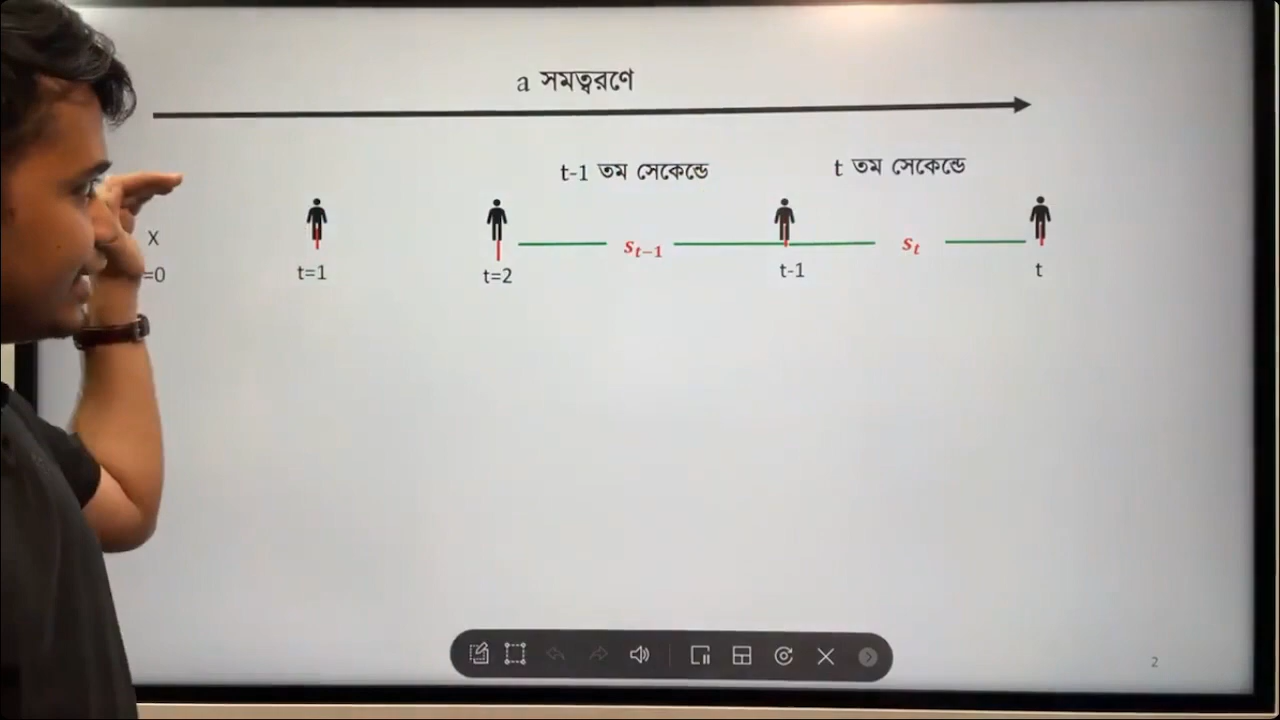 a সমত্বরণে
t-1 তম সেকেন্ডে
t তম সেকেন্ডে
X
s_{t-1}
s_t
=0
t=1
t=2
t-1
t
2